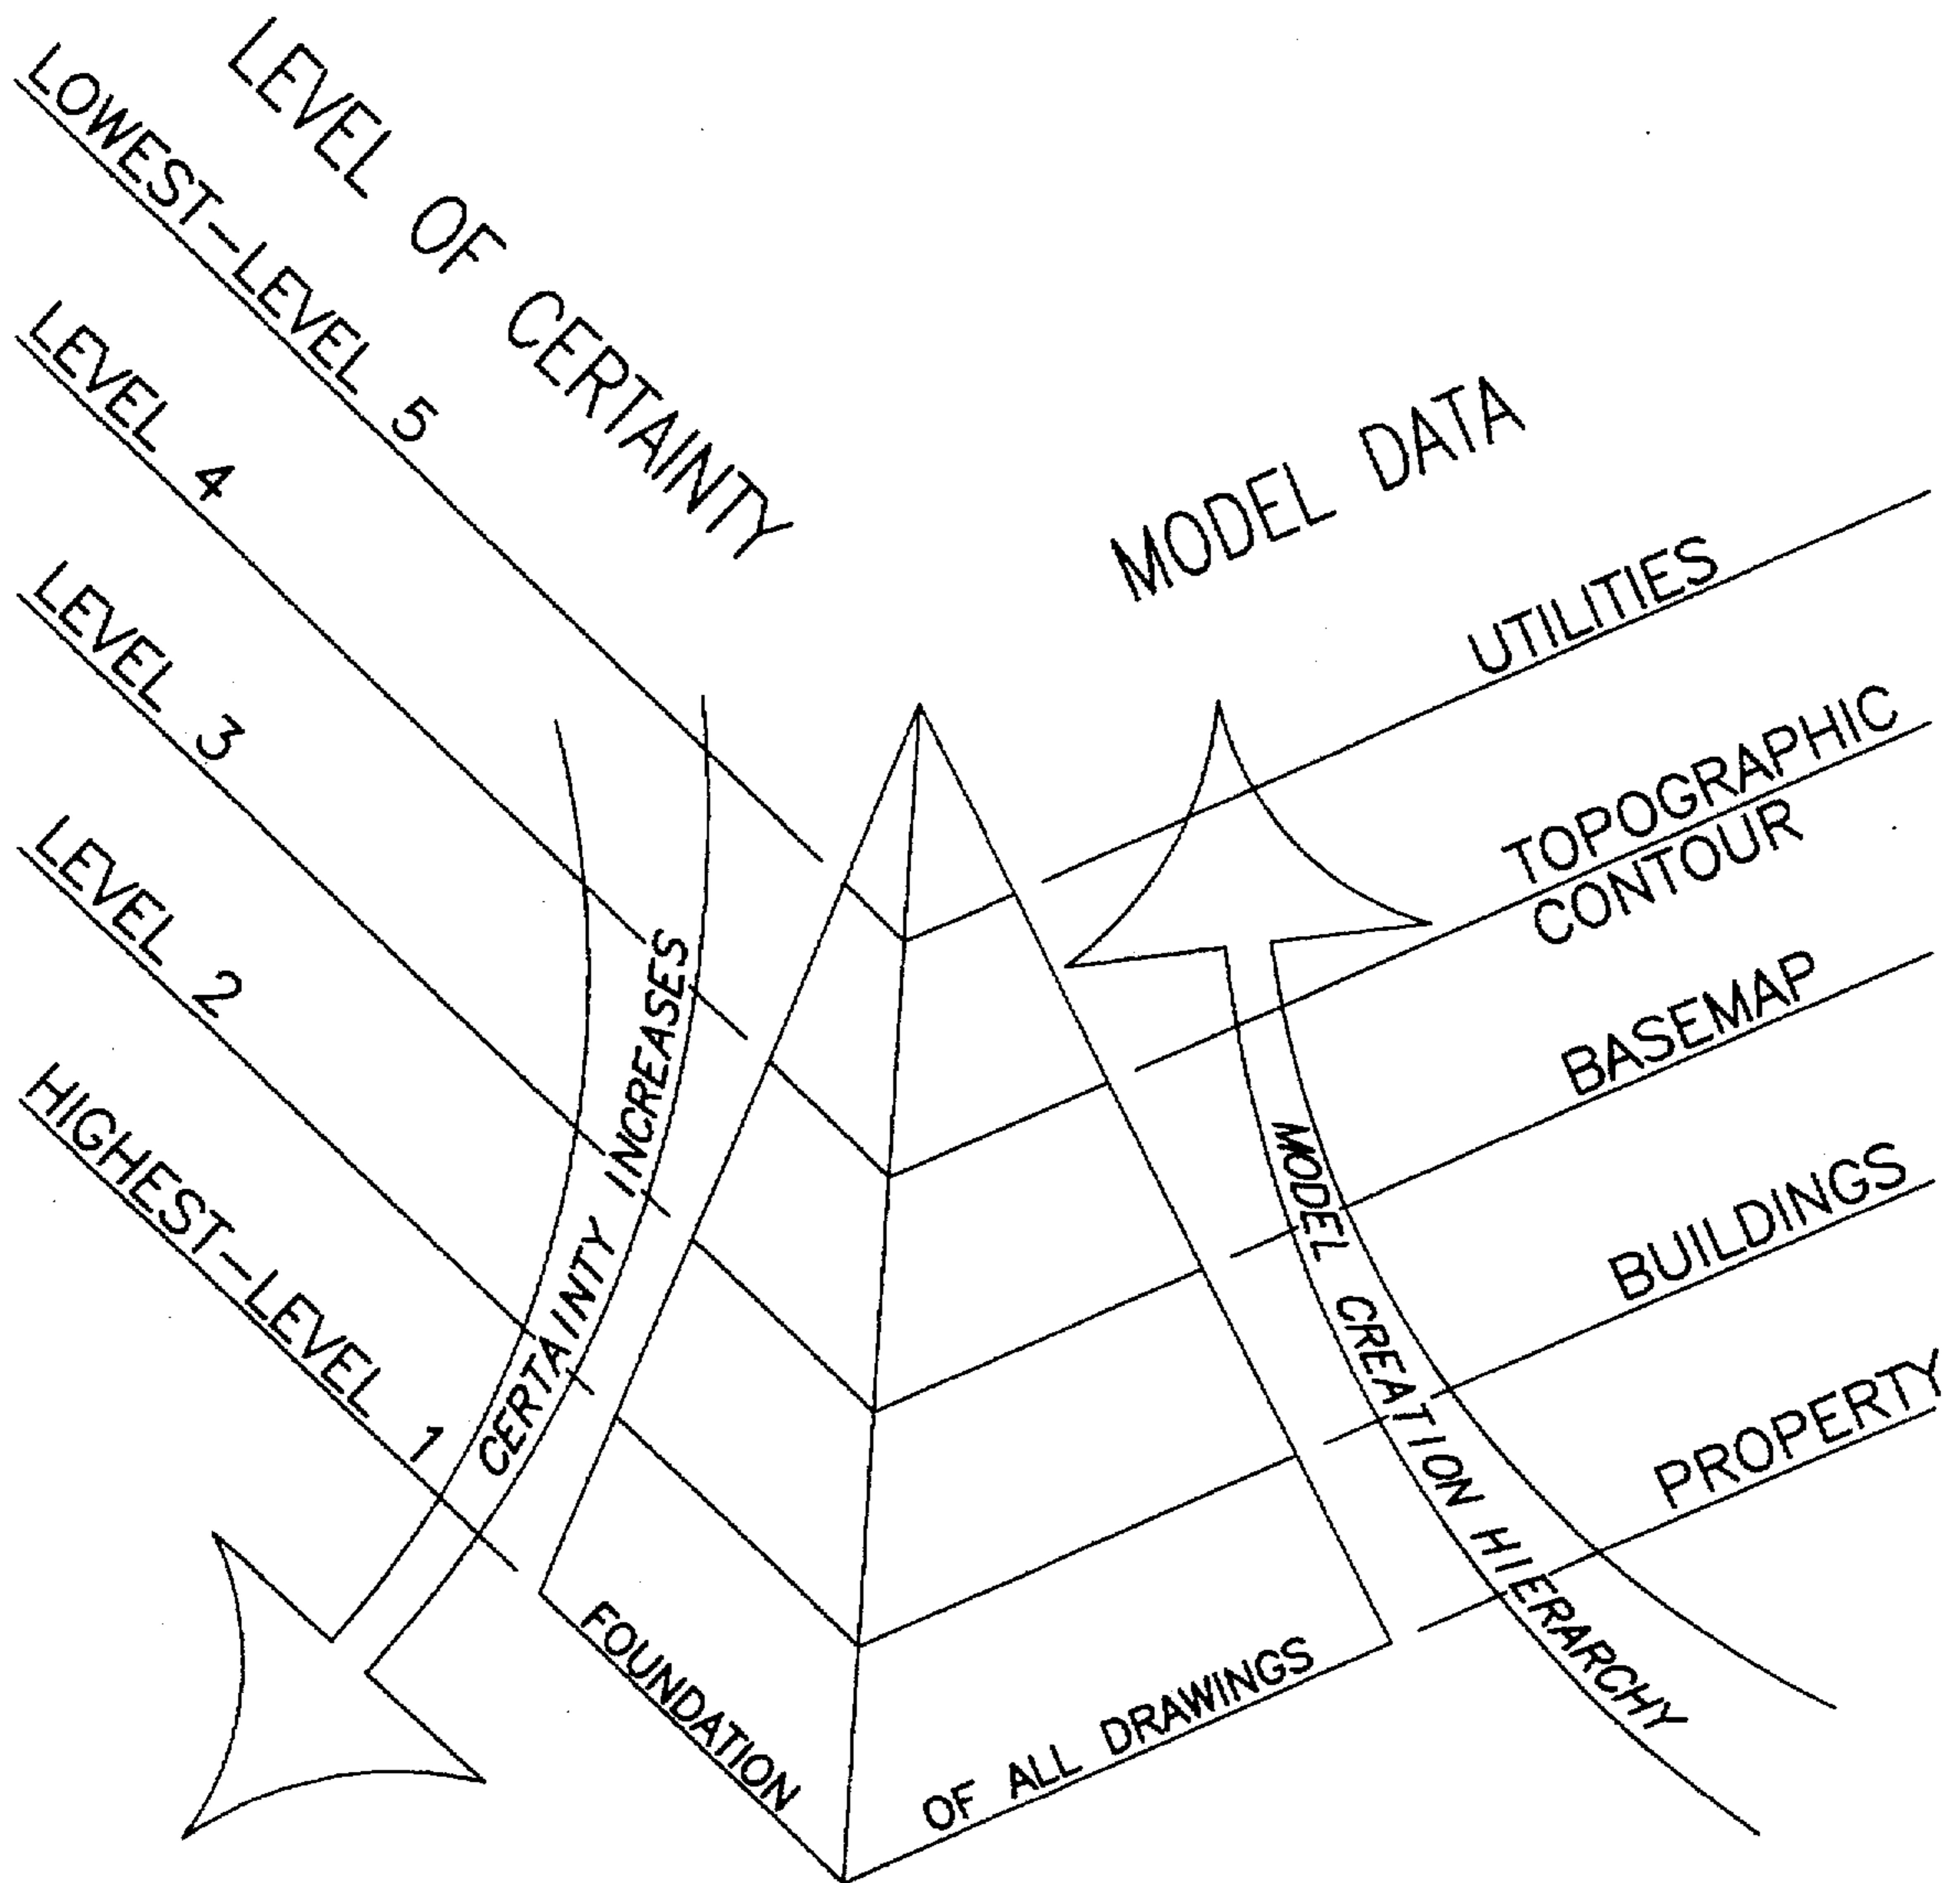 LEVEL OF CERTAINTY
LOWEST-LEVEL 5
LEVEL 4
LEVEL 3
LEVEL 2
HIGHEST-LEVEL 1
CERTAINTY INCREASES
MODEL DATA
UTILITIES
TOPOGRAPHIC
CONTOUR
BASEMAP
BUILDINGS
PROPERTY
MODEL CREATION HIERARCHY
FOUNDATION
OF ALL DRAWINGS